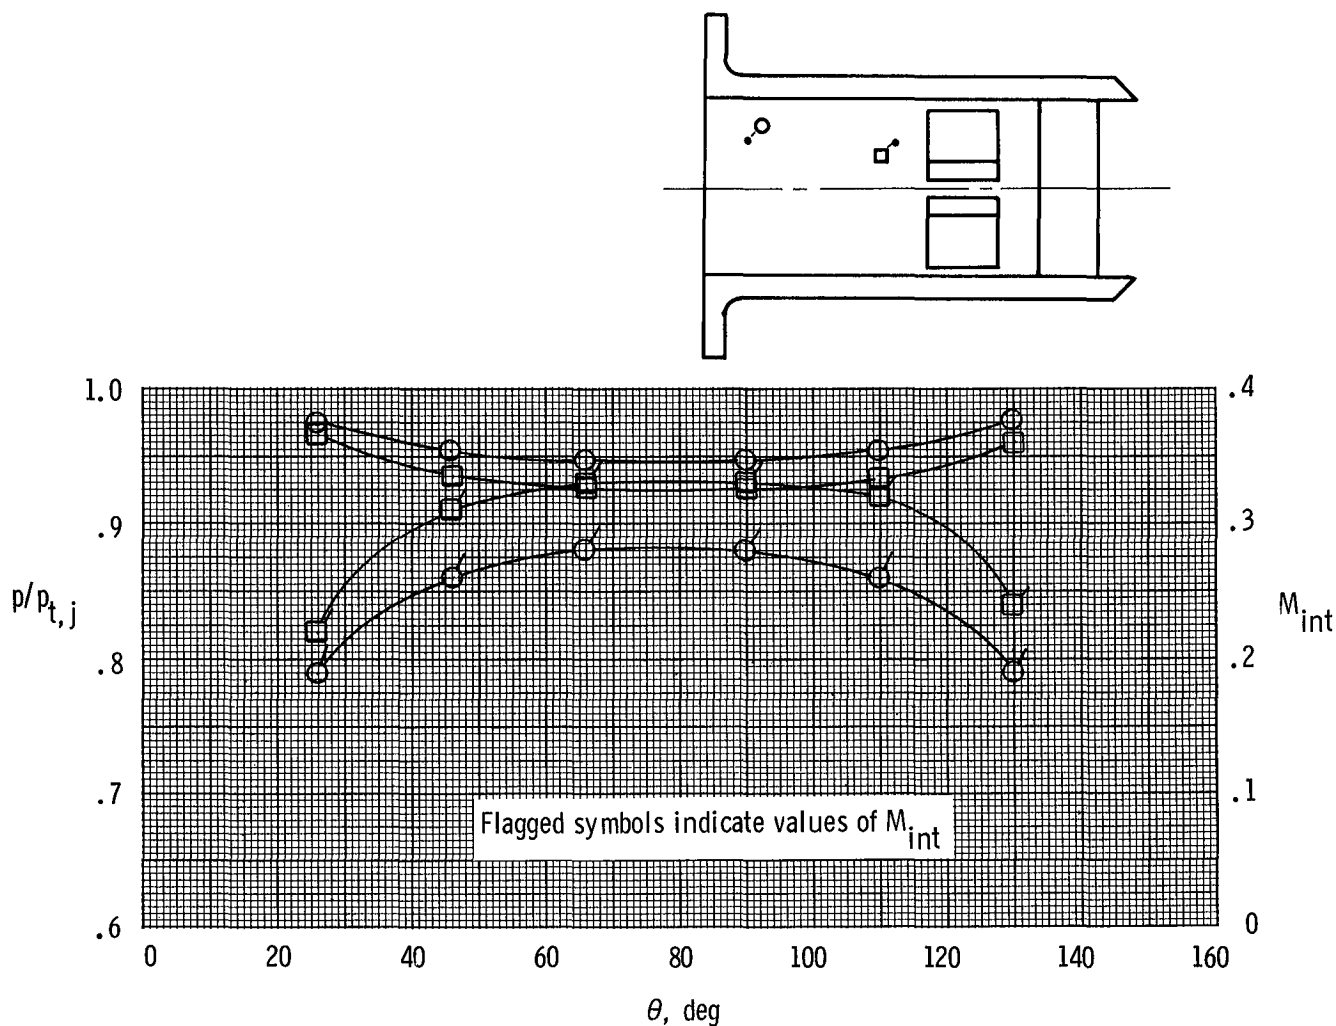 1.0
.9
.8
.7
.6
p/p_t,j
.4
.3
.2
.1
0
M_int
Flagged symbols indicate values of M_int
0 20 40 60 80 100 120 140 160
θ, deg